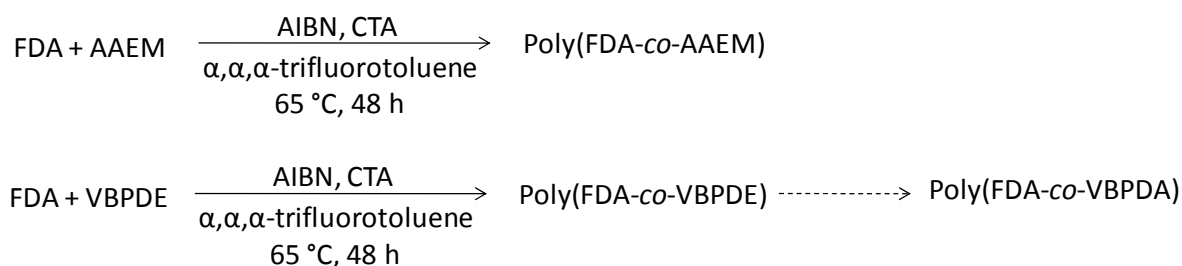 AIBN, CTA
FDA + AAEM Poly(FDA-co-AAEM)
α,α,α-trifluorotoluene
65 °C, 48 h
AIBN, CTA
FDA + VBPDE Poly(FDA-co-VBPDE) Poly(FDA-co-VBPDA)
α,α,α-trifluorotoluene
65 °C, 48 h